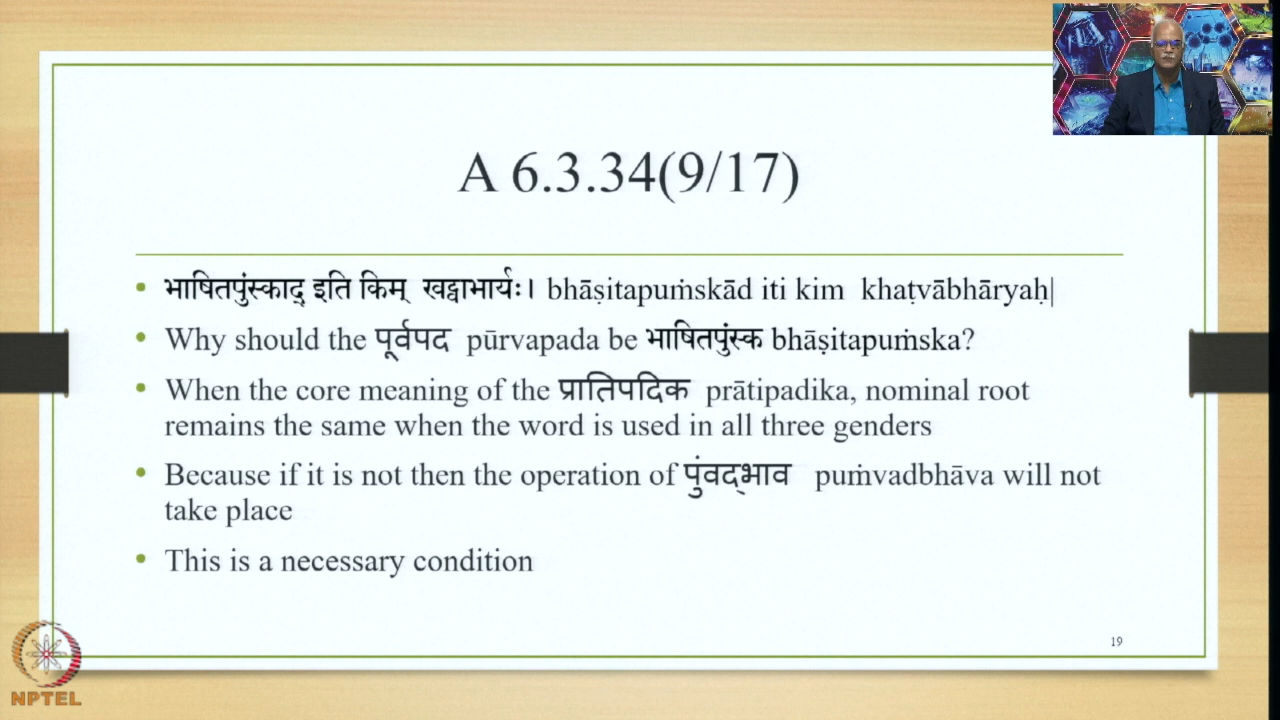 A 6.3.34(9/17)
• भाषितपुंस्काद् इति किम् खट्वाभार्यः। bhāṣitapuṁskād iti kim khaṭvābhāryaḥ|
• Why should the पूर्वपद pūrvapada be भाषितपुंस्क bhāṣitapuṁska?
• When the core meaning of the प्रातिपदिक prātipadika, nominal root
remains the same when the word is used in all three genders
• Because if it is not then the operation of पुंवद्भाव puṁvadbhāva will not
take place
• This is a necessary condition
19
NPTEL